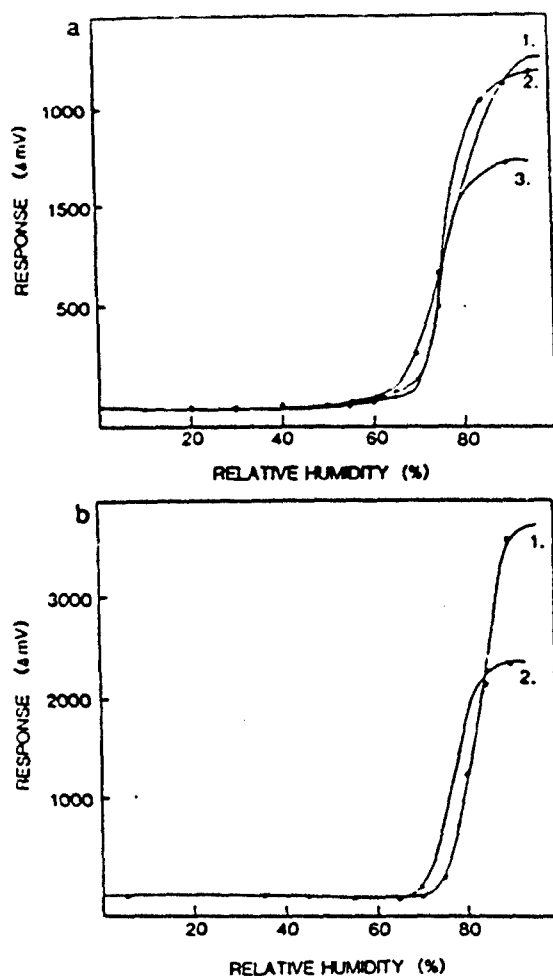 a
1.
2.
3.
1000
1500
500
RESPONSE (ΔmV)
20 40 60 80
RELATIVE HUMIDITY (%)
b
1.
2.
3000
2000
1000
RESPONSE (ΔmV)
20 40 60 80
RELATIVE HUMIDITY (%)